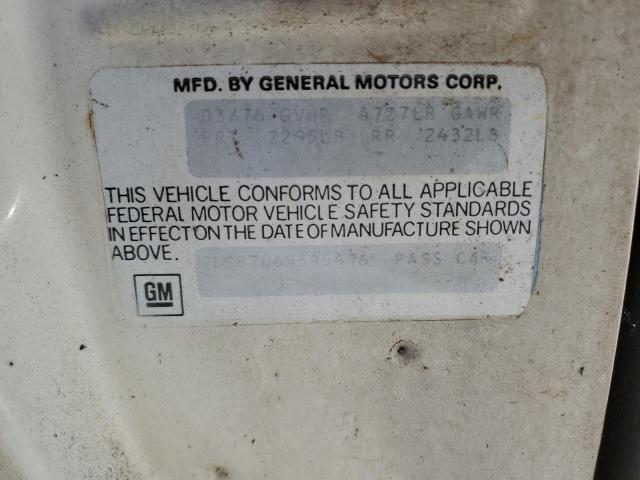 MFD. BY GENERAL MOTORS CORP.
03/76 GVWR 4727LB GAWR
2295LB RR 2432LB
THIS VEHICLE CONFORMS TO ALL APPLICABLE
FEDERAL MOTOR VEHICLE SAFETY STANDARDS
IN EFFECT ON THE DATE OF MANUFACTURE SHOWN
ABOVE.
PASS CAR
GM